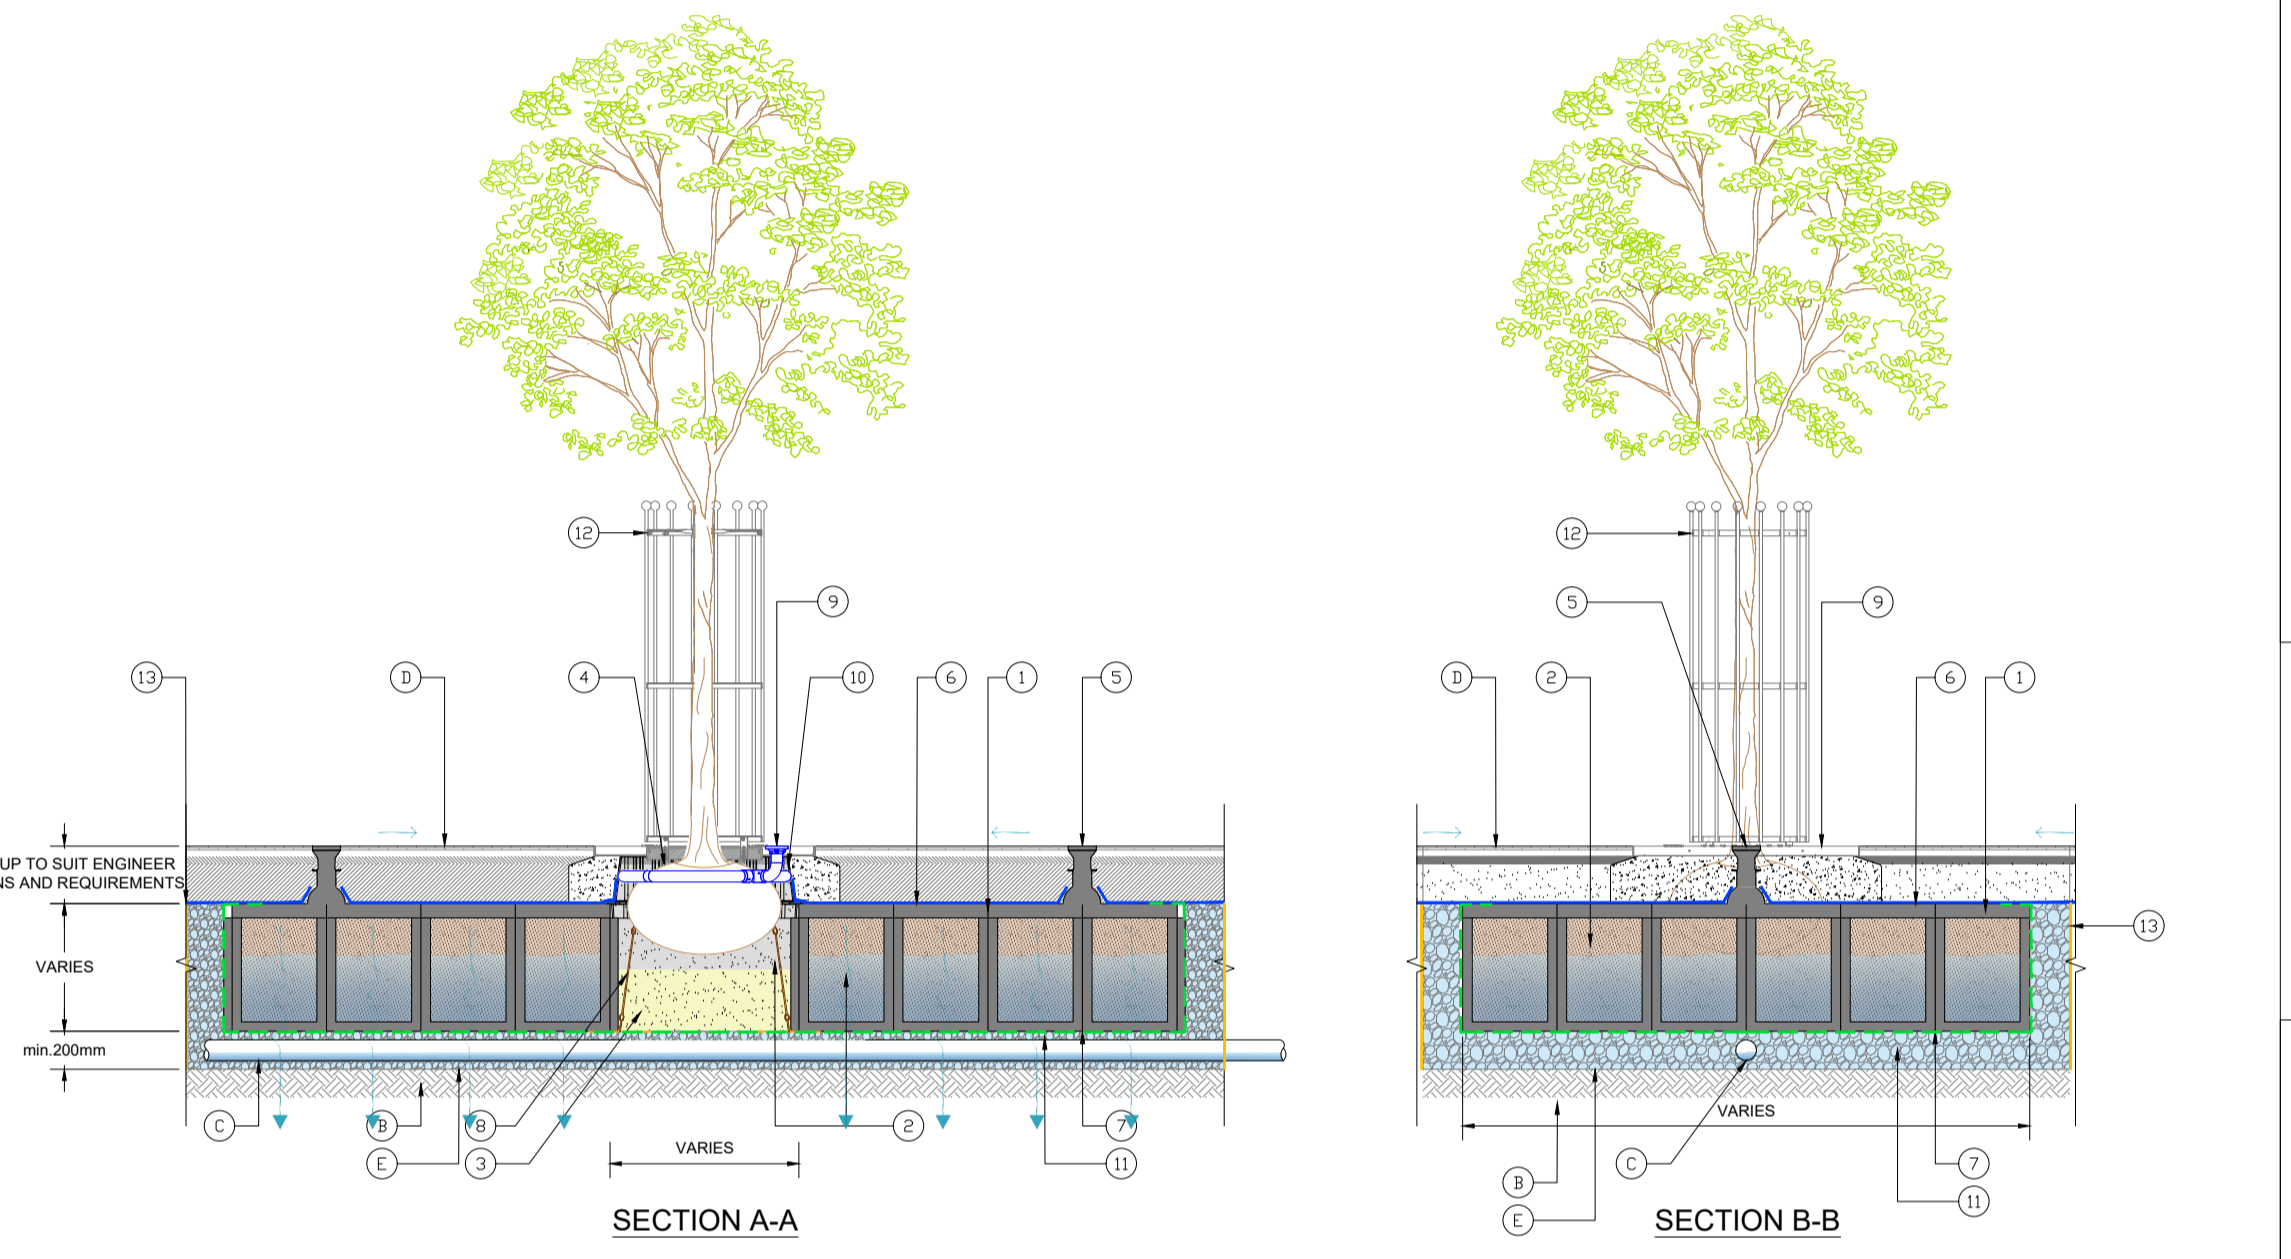 12
9
13
D
4
10
6
1
5
UP TO SUIT ENGINEER
NS AND REQUIREMENTS
VARIES
min.200mm
C
B
8
2
7
E
3
VARIES
11
SECTION A-A
12
5
9
D
2
6
1
13
VARIES
C
7
B
11
E
SECTION B-B